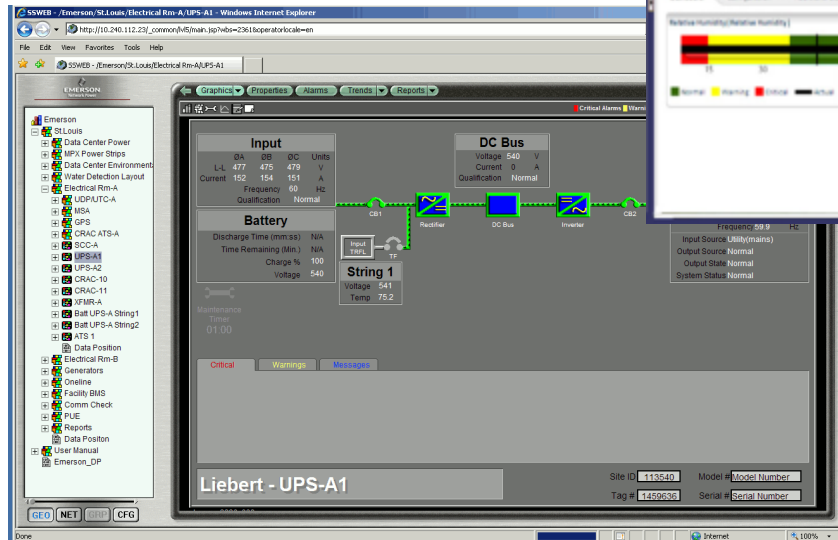 SSWEB - /Emerson/St.Louis/Electrical Rm-A/UPS-A1 - Windows Internet Explorer
http://10.240.112.23/_common/lvl5/main.jsp?wbs=2361&operatorlocale=en
File Edit View Favorites Tools Help
SSWEB - /Emerson/St.Louis/Electrical Rm-A/UPS-A1
EMERSON
Network Power
Graphics Properties Alarms Trends Reports
Critical Alarms
Relative Humidity|Relative Humidity|
15 30
Normal Warning Critical Actual
Emerson
St.Louis
Data Center Power
MPX Power Strips
Data Center Environment
Water Detection Layout
Electrical Rm-A
UDP/UTC-A
MSA
GPS
CRAC ATS-A
SCC-A
UPS-A1
UPS-A2
CRAC-10
CRAC-11
XFMR-A
Batt UPS-A String1
Batt UPS-A String2
ATS 1
Data Position
Electrical Rm-B
Generators
Oneline
Facility BMS
Comm Check
PUE
Reports
Data Positon
User Manual
Emerson_DP
GEO NET GRP CFG
Input
ØA ØB ØC Units
L-L 477 475 479 V
Current 152 154 151 A
Frequency 60 Hz
Qualification Normal
DC Bus
Voltage 540 V
Current 0 A
Qualification Normal
CB1
Rectifier
DC Bus
Inverter
CB2
Battery
Discharge Time (mm:ss) N/A
Time Remaining (Min.) N/A
Charge % 100
Voltage 540
Input
TRFL
TF
String 1
Voltage 541
Temp 75.2
Frequency 59.9 Hz
Input Source Utility(mains)
Output Source Normal
Output State Normal
System Status Normal
Maintenance
Timer
01:00
Critical Warnings Messages
Liebert - UPS-A1
Site ID 113540 Model # Model Number
Tag # 1459636 Serial # Serial Number
Done
Internet
100%